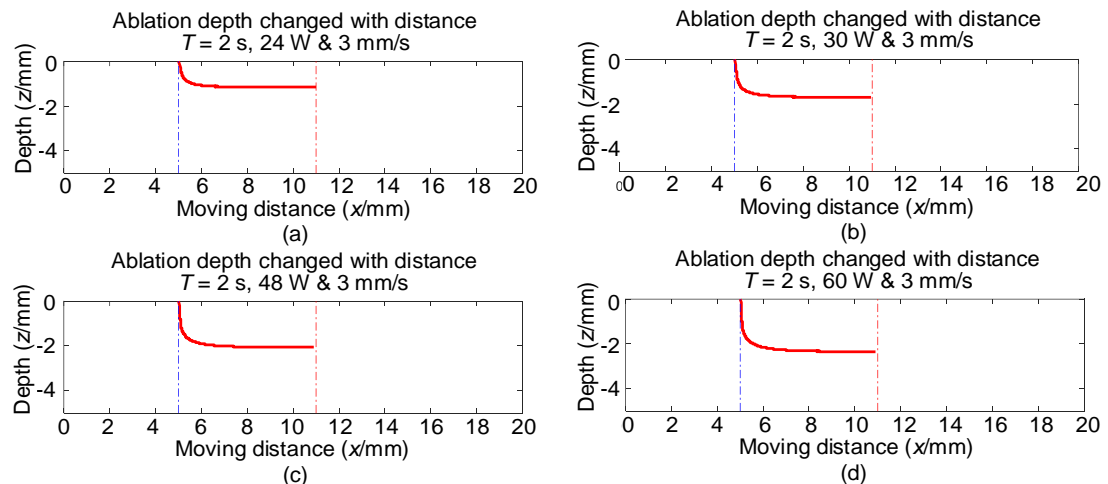 Ablation depth changed with distance
T = 2 s, 24 W & 3 mm/s
0
-2
-4
Depth (z/mm)
0 2 4 6 8 10 12 14 16 18 20
Moving distance (x/mm)
(a)
Ablation depth changed with distance
T = 2 s, 30 W & 3 mm/s
0
-2
-4
Depth (z/mm)
0 0 2 4 6 8 10 12 14 16 18 20
Moving distance (x/mm)
(b)
Ablation depth changed with distance
T = 2 s, 48 W & 3 mm/s
0
-2
-4
Depth (z/mm)
0 2 4 6 8 10 12 14 16 18 20
Moving distance (x/mm)
(c)
Ablation depth changed with distance
T = 2 s, 60 W & 3 mm/s
0
-2
-4
Depth (z/mm)
0 2 4 6 8 10 12 14 16 18 20
Moving distance (x/mm)
(d)